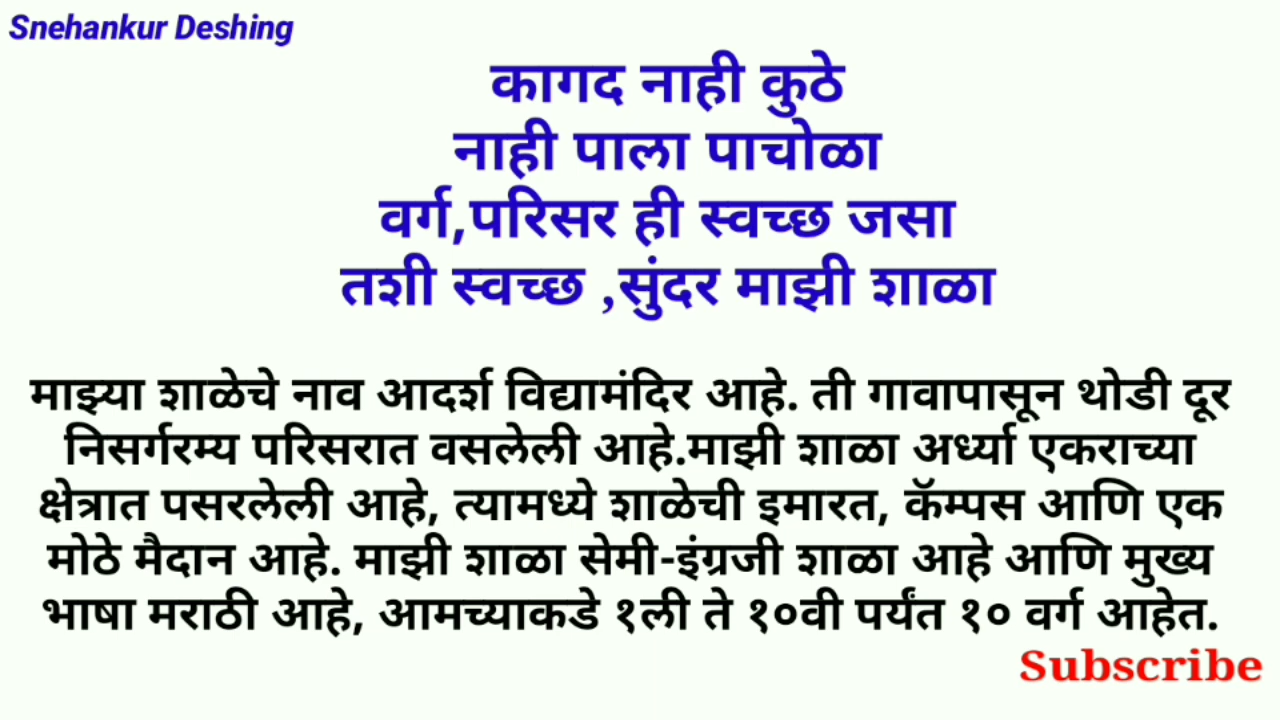 Snehankur Deshing
कागद नाही कुठे
नाही पाला पाचोळा
वर्ग,परिसर ही स्वच्छ जसा
तशी स्वच्छ ,सुंदर माझी शाळा
माझ्या शाळेचे नाव आदर्श विद्यामंदिर आहे. ती गावापासून थोडी दूर
निसर्गरम्य परिसरात वसलेली आहे.माझी शाळा अर्ध्या एकराच्या
क्षेत्रात पसरलेली आहे, त्यामध्ये शाळेची इमारत, कॅम्पस आणि एक
मोठे मैदान आहे. माझी शाळा सेमी-इंग्रजी शाळा आहे आणि मुख्य
भाषा मराठी आहे, आमच्याकडे १ली ते १०वी पर्यंत १० वर्ग आहेत.
Subscribe